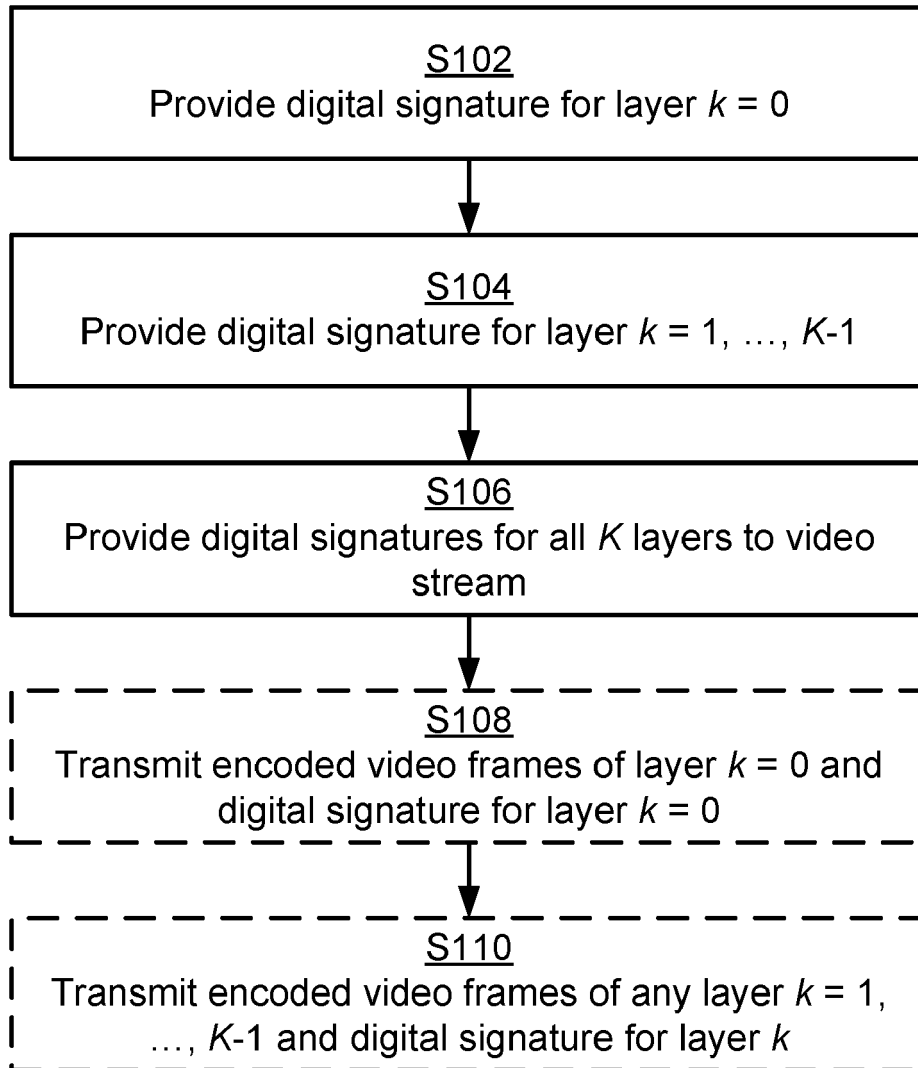 S102
Provide digital signature for layer k = 0
S104
Provide digital signature for layer k = 1, ..., K-1
S106
Provide digital signatures for all K layers to video
stream
S108
Transmit encoded video frames of layer k = 0 and
digital signature for layer k = 0
S110
Transmit encoded video frames of any layer k = 1,
..., K-1 and digital signature for layer k